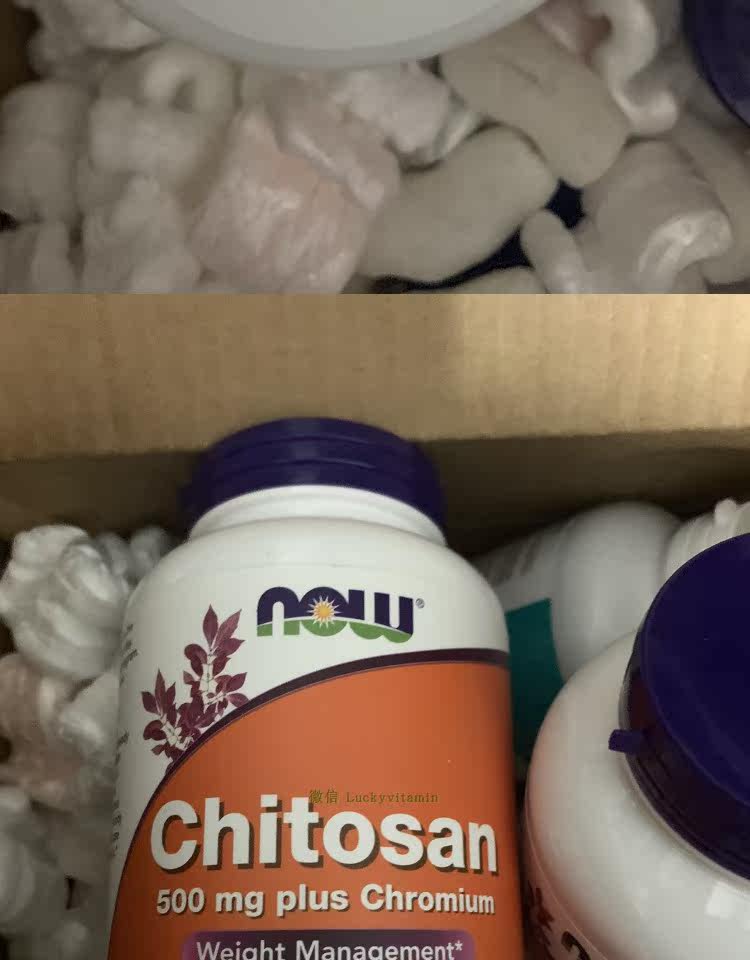 now®
微信 Luckyvitamin
Chitosan
500 mg plus Chromium
Weight Management*